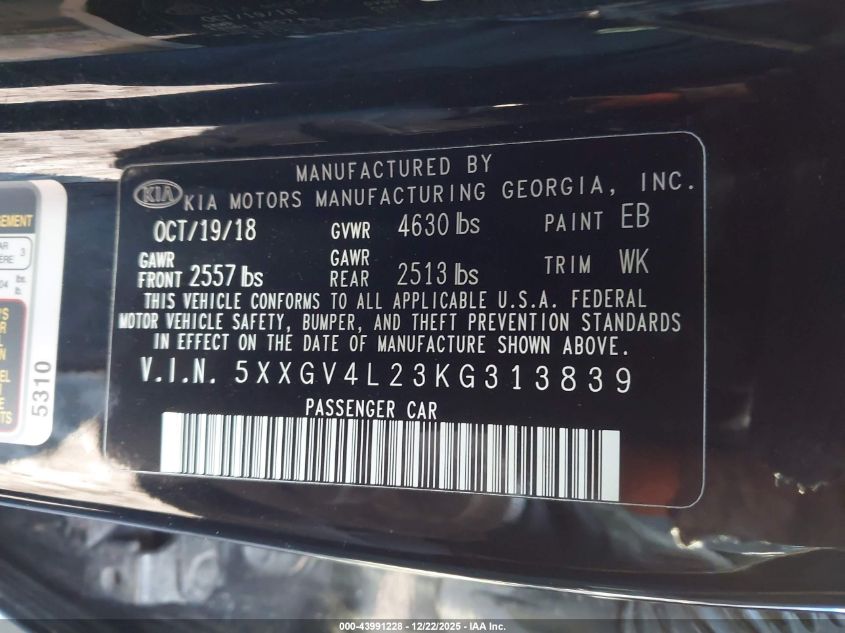 OCT/19/18
MANUFACTURED BY
KIA KIA MOTORS MANUFACTURING GEORGIA, INC.
OCT/19/18 GVWR 4630 lbs PAINT EB
GAWR FRONT 2557 lbs GAWR REAR 2513 lbs TRIM WK
THIS VEHICLE CONFORMS TO ALL APPLICABLE U.S.A. FEDERAL
MOTOR VEHICLE SAFETY, BUMPER, AND THEFT PREVENTION STANDARDS
IN EFFECT ON THE DATE OF MANUFACTURE SHOWN ABOVE.
V.I.N. 5XXGV4L23KG313839
PASSENGER CAR
5310
000-43991228 - 12/22/2025 - IAA Inc.